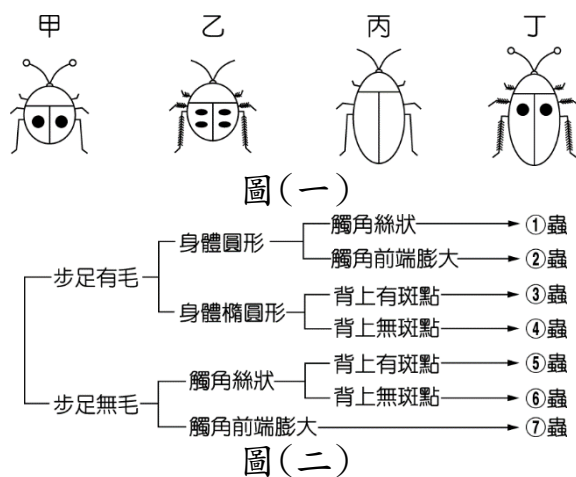 甲 乙 丙 丁
圖(一)
觸角絲狀 ①蟲
身體圓形
觸角前端膨大 ②蟲
步足有毛
背上有斑點 ③蟲
身體橢圓形
背上無斑點 ④蟲
背上有斑點 ⑤蟲
觸角絲狀
背上無斑點 ⑥蟲
步足無毛
觸角前端膨大 ⑦蟲
圖(二)